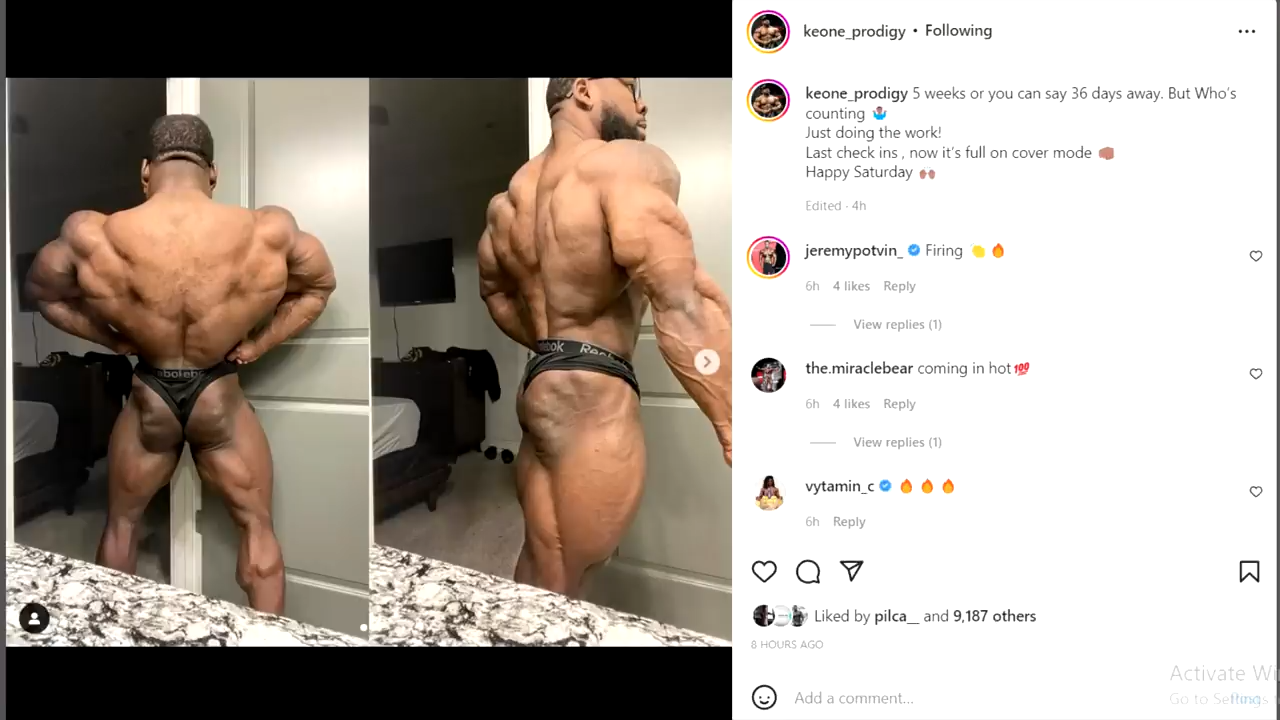 keone_prodigy • Following
keone_prodigy 5 weeks or you can say 36 days away. But Who's
counting 🤷🏾‍♂️
Just doing the work!
Last check ins , now it's full on cover mode 👊🏽
Happy Saturday 🙌🏽
Edited · 4h
jeremypotvin_ Firing 👏 🔥
6h 4 likes Reply
View replies (1)
the.miraclebear coming in hot💯
6h 4 likes Reply
View replies (1)
vytamin_c 🔥 🔥 🔥
6h Reply
Liked by pilca__ and 9,187 others
8 HOURS AGO
Add a comment...
Activate Wi
Go to Settings
Reebok